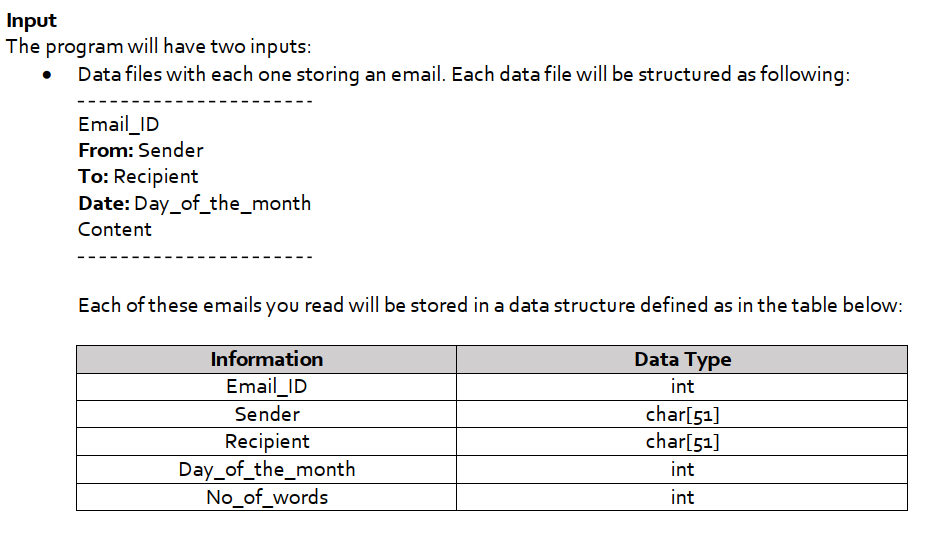 Input
The program will have two inputs:
• Data files with each one storing an email. Each data file will be structured as following:
- - - - - - - - - - - - - - - - - - - - - - -
Email_ID
From: Sender
To: Recipient
Date: Day_of_the_month
Content
- - - - - - - - - - - - - - - - - - - - - - -
Each of these emails you read will be stored in a data structure defined as in the table below:
Information Data Type
Email_ID int
Sender char[51]
Recipient char[51]
Day_of_the_month int
No_of_words int